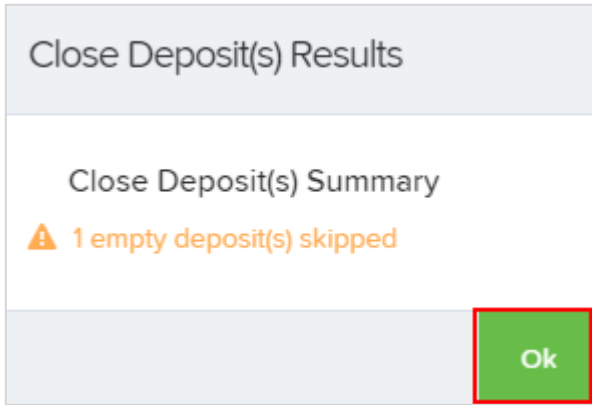 Close Deposit(s) Results
Close Deposit(s) Summary
1 empty deposit(s) skipped
Ok